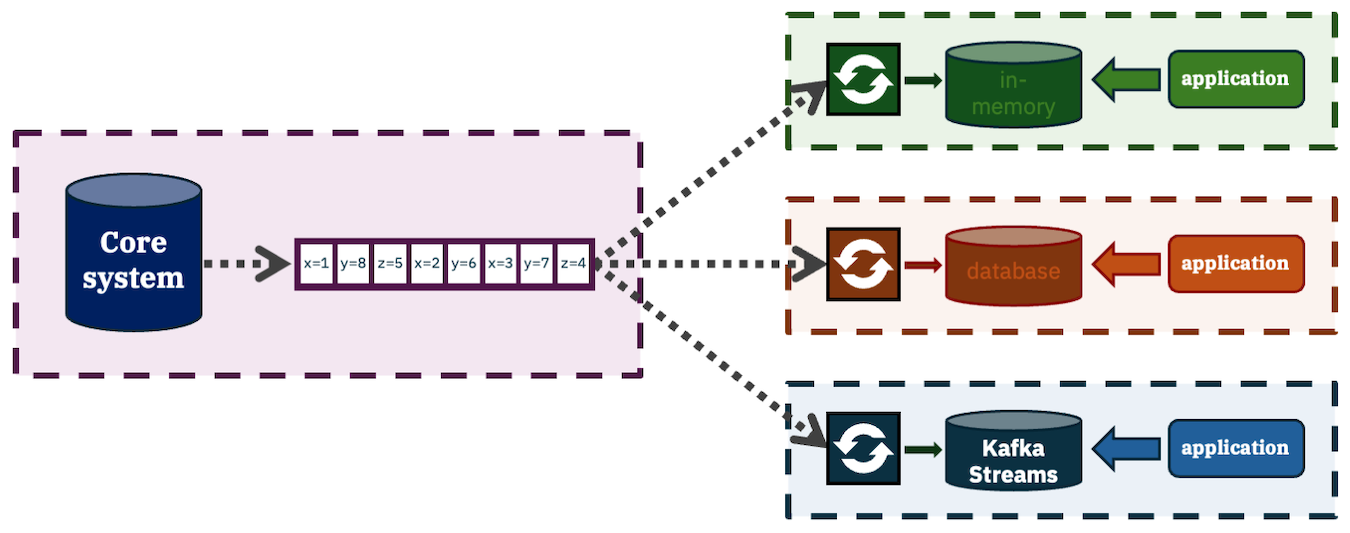 Core
system
x=1 y=8 z=5 x=2 y=6 x=3 y=7 z=4
in-
memory
application
database
application
Kafka
Streams
application